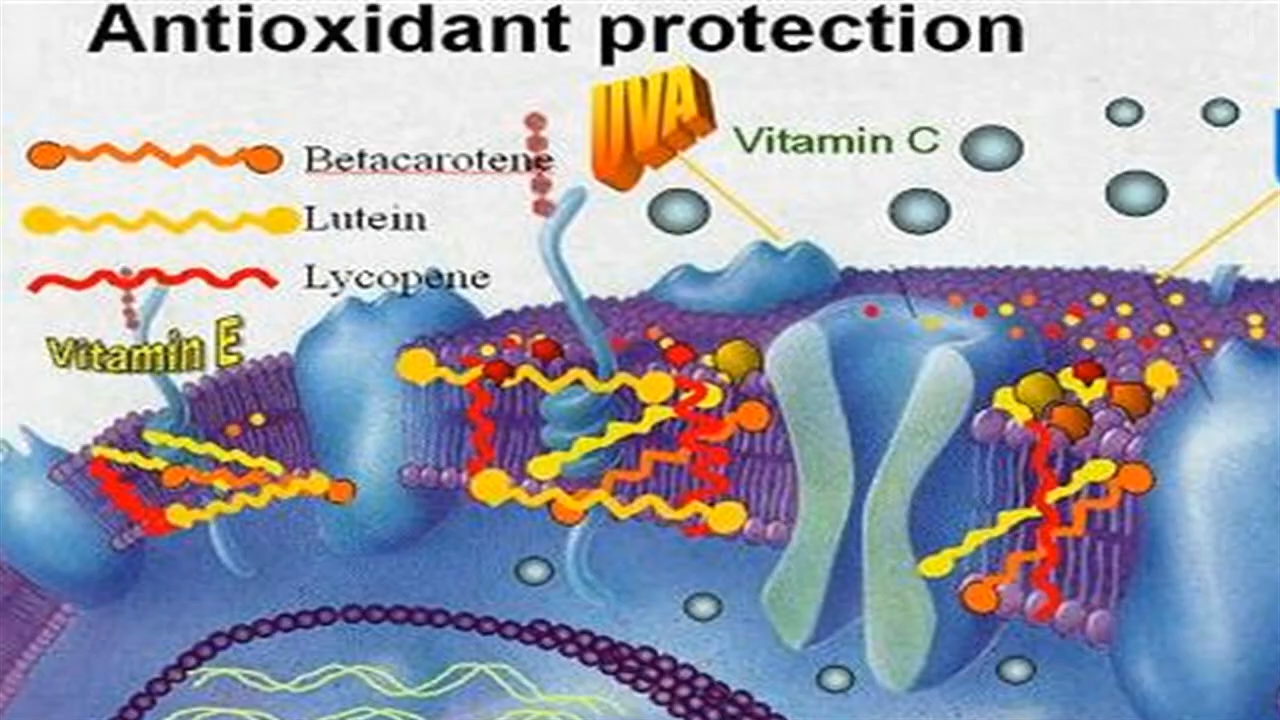 Antioxidant protection
UVA
Vitamin C
Betacarotene
Lutein
Lycopene
Vitamin E